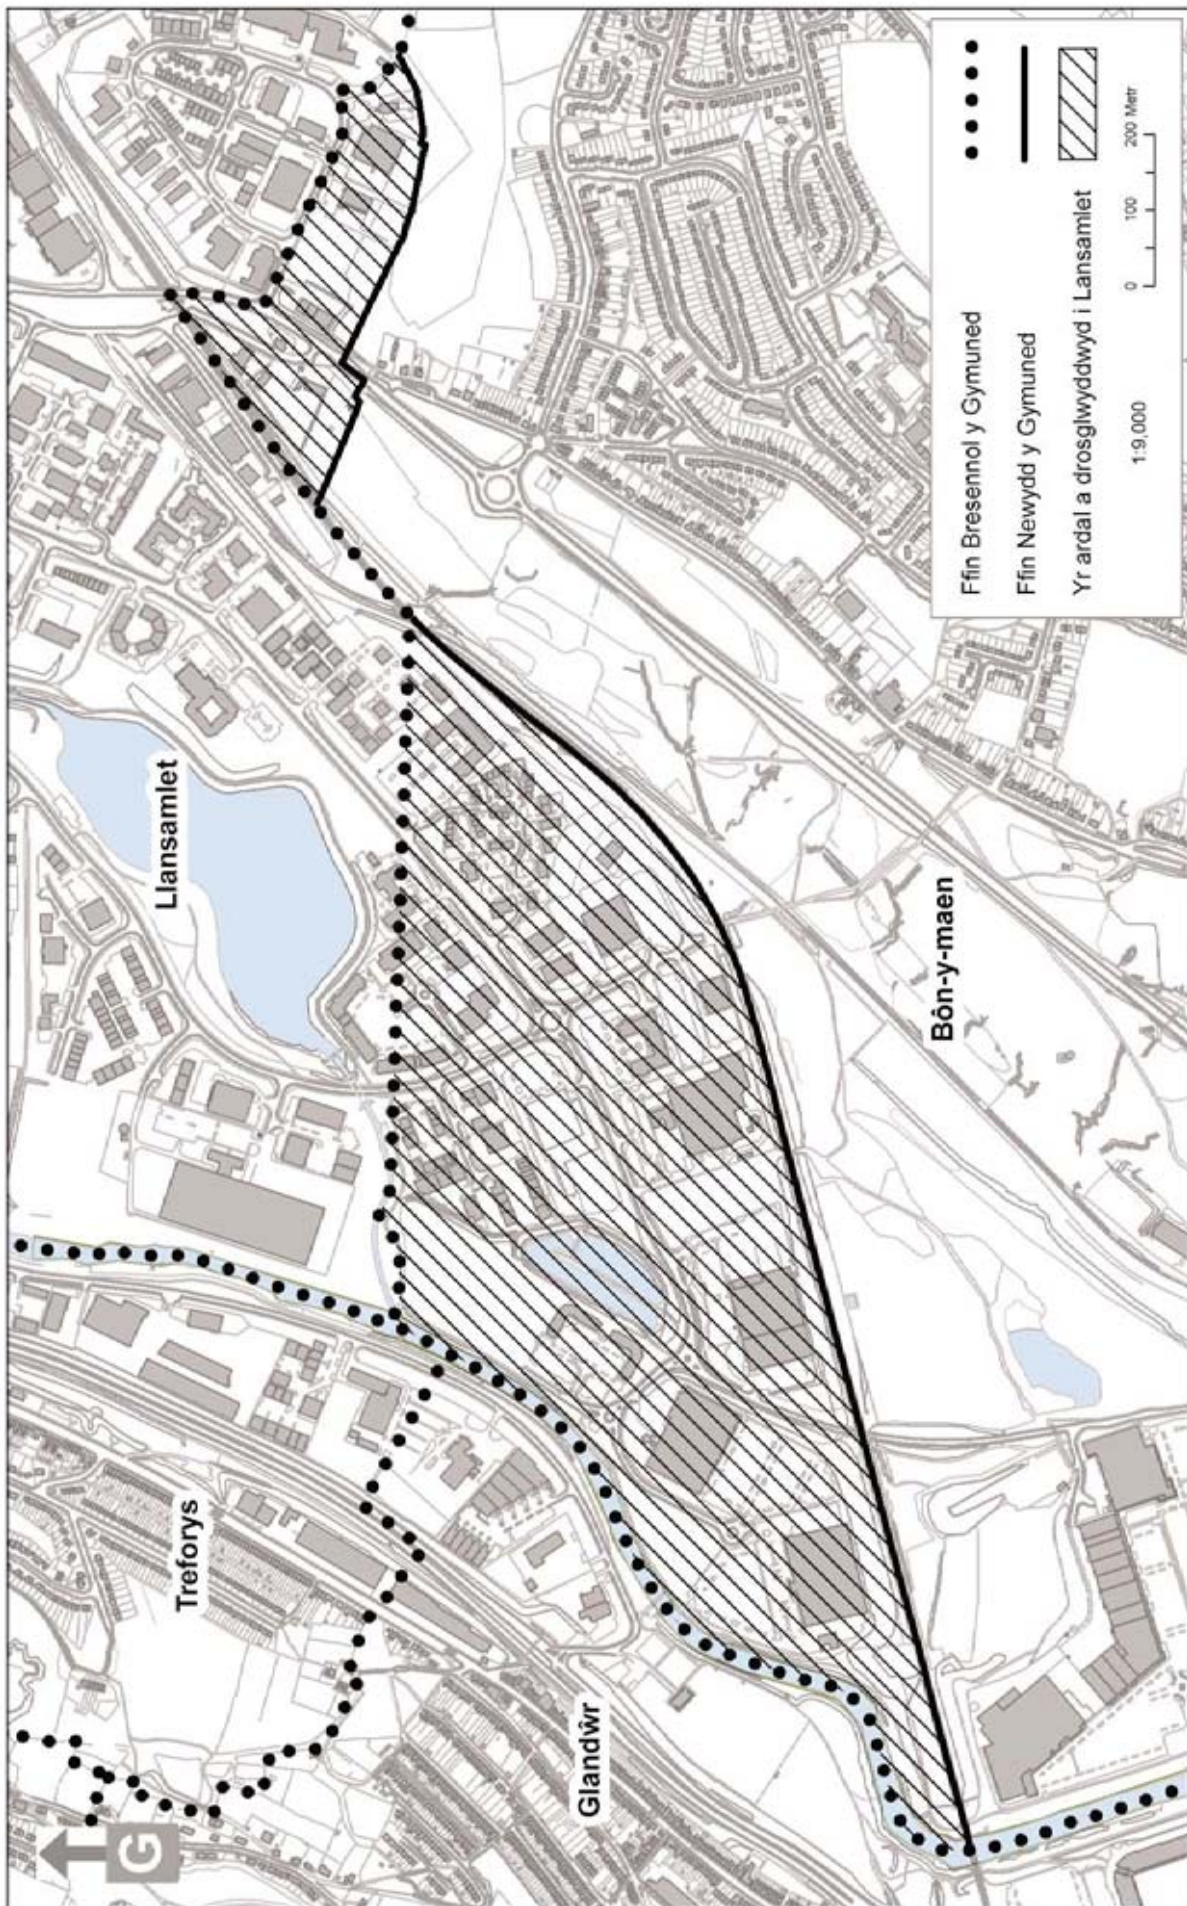 G
Treforys
Glandŵr
Llansamlet
Bôn-y-maen
Ffin Bresennol y Gymuned
Ffin Newydd y Gymuned
Yr ardal a drosglwyddwyd i Lansamlet
1:9,000
0 100 200 Metr